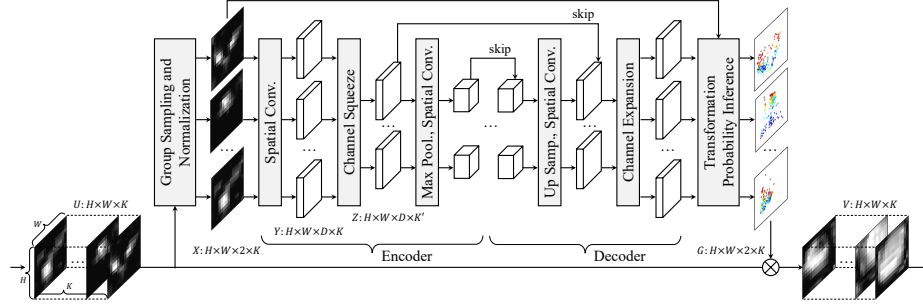 skip
skip
Group Sampling and
Normalization
Spatial Conv.
Channel Squeeze
Max Pool., Spatial Conv.
Up Samp., Spatial Conv.
Channel Expansion
Transformation
Probability Inference
...
...
...
...
...
...
...
U: H×W×K
W
H
K
...
X: H×W×2×K
Y: H×W×D×K
Z: H×W×D×K'
Encoder
Decoder
G: H×W×2×K
V: H×W×K
...